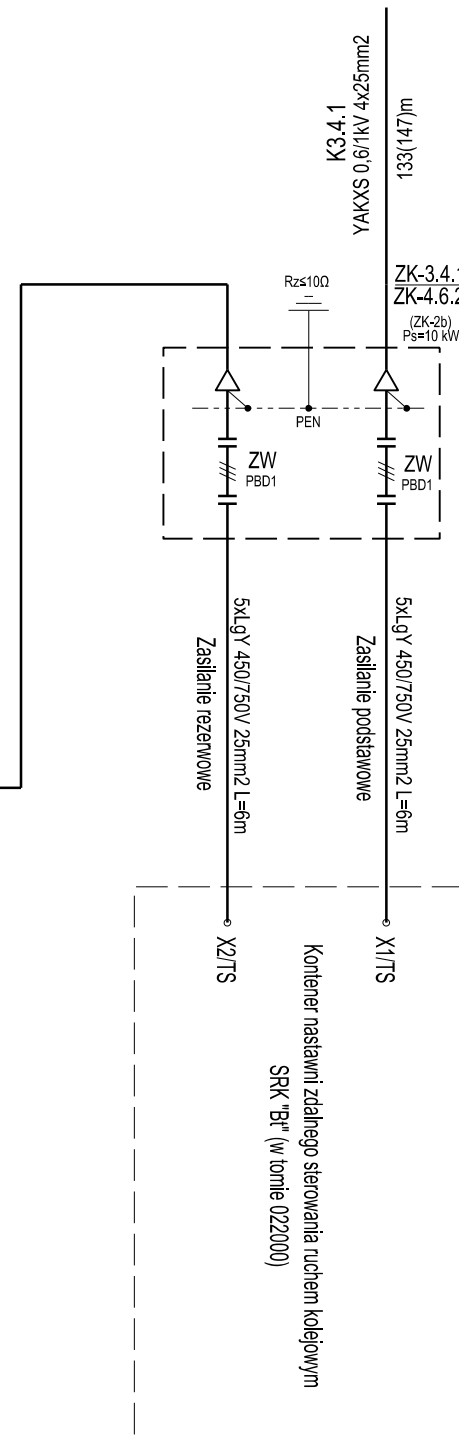 K3.4.1
YAKXS 0,6/1kV 4x25mm2
133(147)m
Rz≤10Ω
ZK-3.4.1
ZK-4.6.2
(ZK-2b)
Ps=10 kW
PEN
ZW
PBD1
ZW
PBD1
5xLgY 450/750V 25mm2 L=6m
Zasilanie rezerwowe
5xLgY 450/750V 25mm2 L=6m
Zasilanie podstawowe
X2/TS
X1/TS
Kontener nastawni zdalnego sterowania ruchem kolejowym
SRK "Bt" (w tomie 022000)